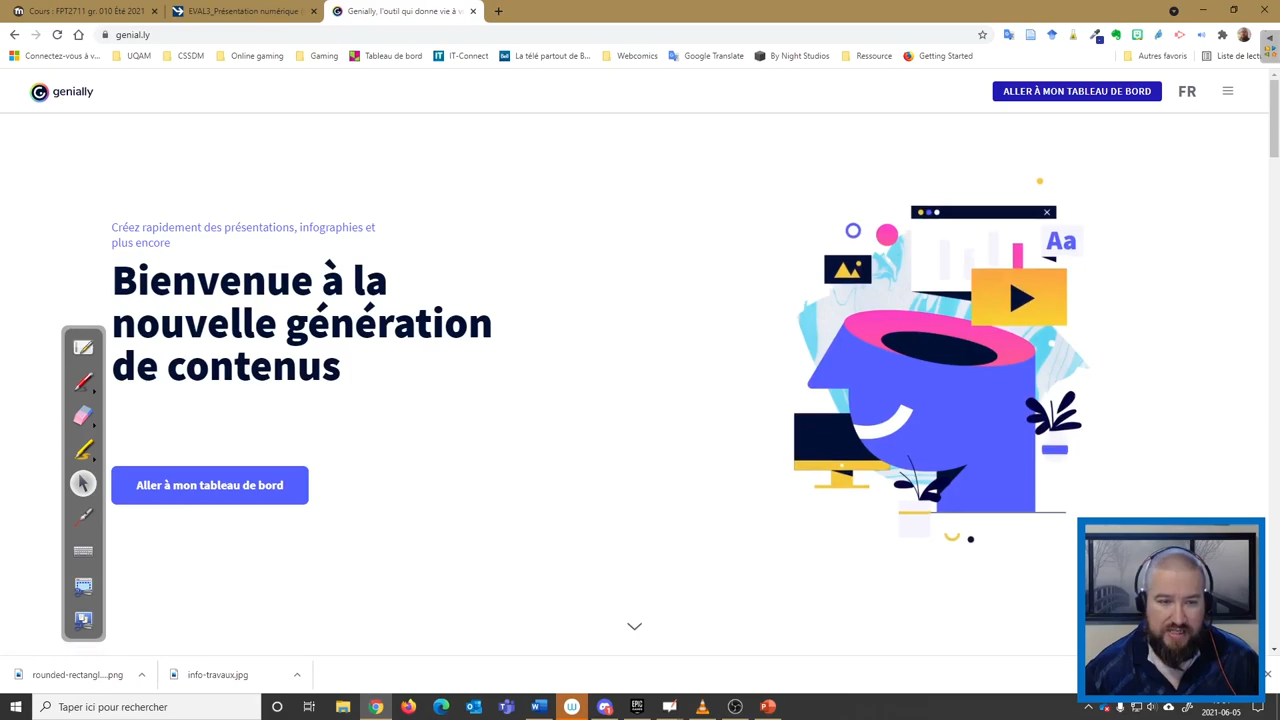 Cours : FPT2711 gr. 010 Été 2021
EVAL3_Présentation numérique
Genially, l'outil qui donne vie à v
genial.ly
Connectez-vous à v...
UQAM
CSSDM
Online gaming
Gaming
Tableau de bord
IT-Connect
La télé partout de B...
Webcomics
Google Translate
By Night Studios
Ressource
Getting Started
Autres favoris
Liste de lect
genially
ALLER À MON TABLEAU DE BORD
FR
Créez rapidement des présentations, infographies et
plus encore
Bienvenue à la
nouvelle génération
de contenus
Aa
Aller à mon tableau de bord
rounded-rectangl....png
info-travaux.jpg
Taper ici pour rechercher
2021-06-05